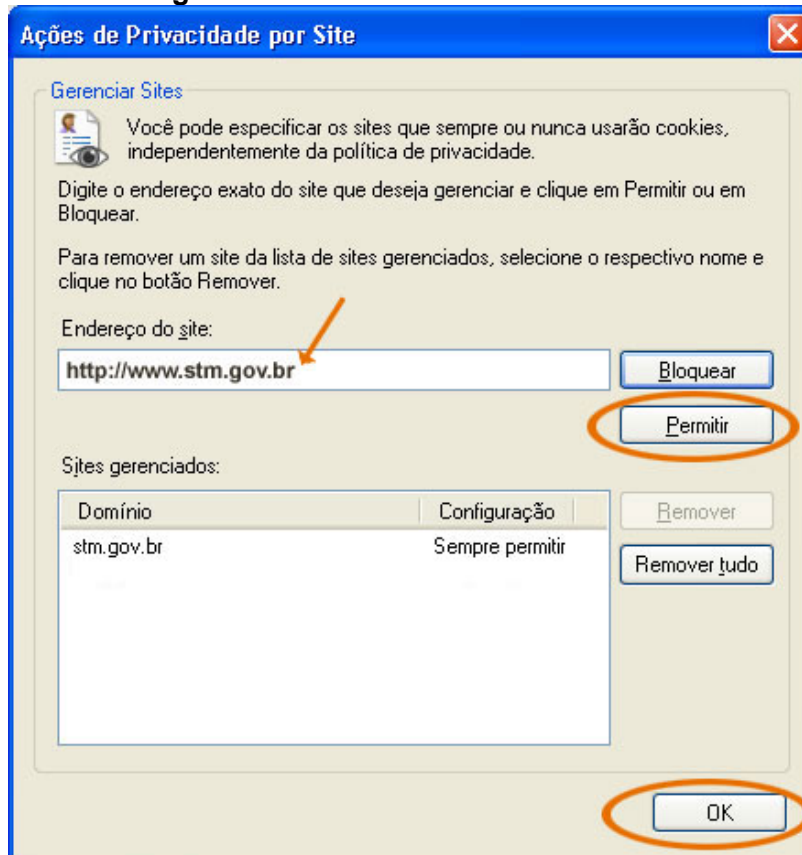 Ações de Privacidade por Site
Gerenciar Sites
Você pode especificar os sites que sempre ou nunca usarão cookies,
independentemente da política de privacidade.
Digite o endereço exato do site que deseja gerenciar e clique em Permitir ou em
Bloquear.
Para remover um site da lista de sites gerenciados, selecione o respectivo nome e
clique no botão Remover.
Endereço do site:
http://www.stm.gov.br
Bloquear
Permitir
Sites gerenciados:
Domínio Configuração
Remover
stm.gov.br Sempre permitir
Remover tudo
OK